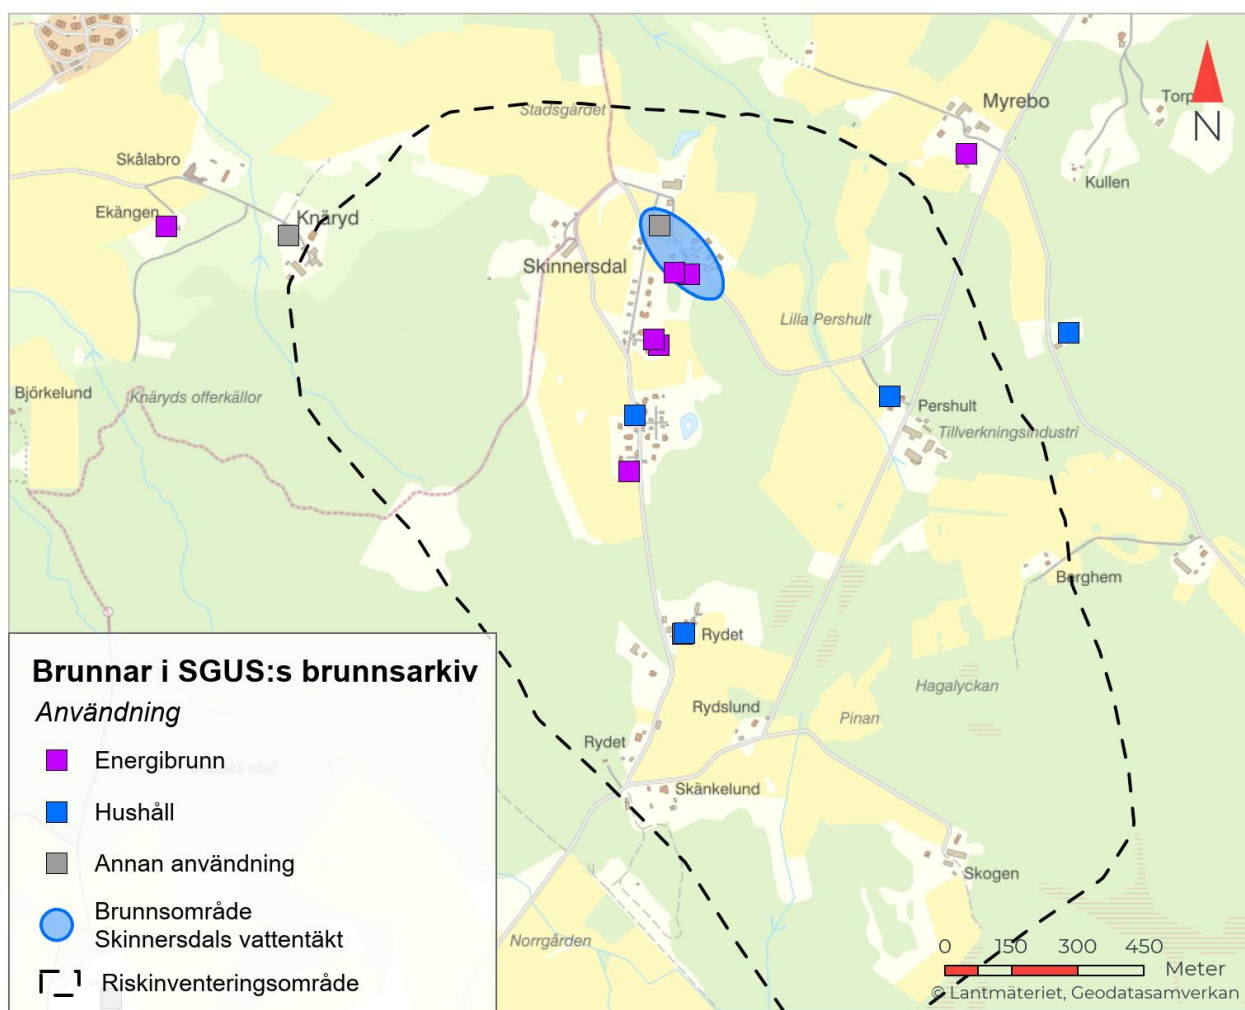 Stadsgårdet
Myrebo
Torp
N
Skålabro
Kullen
Ekängen
Knäryd
Skinnersdal
Lilla Pershult
Björkelund
Knäryds offerkällor
Pershult
Tillverkningsindustri
Berghem
Rydet
Hagalyckan
Rydslund
Pinan
Rydet
Skänkelund
Skogen
Norrgården
Brunnar i SGUS:s brunnsarkiv
Användning
Energibrunn
Hushåll
Annan användning
Brunnsområde
Skinnersdals vattentäkt
Riskinventeringsområde
0 150 300 450
Meter
© Lantmäteriet, Geodatasamverkan